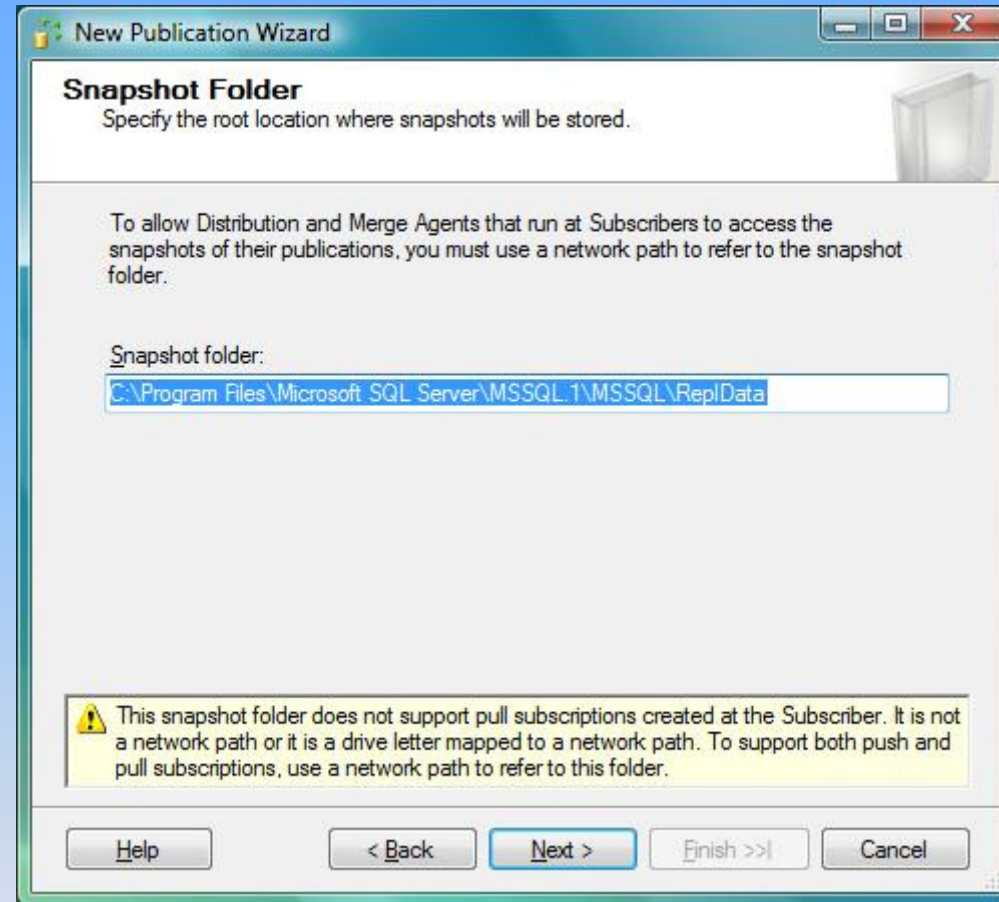 New Publication Wizard
Snapshot Folder
Specify the root location where snapshots will be stored.
To allow Distribution and Merge Agents that run at Subscribers to access the
snapshots of their publications, you must use a network path to refer to the snapshot
folder.
Snapshot folder:
C:\Program Files\Microsoft SQL Server\MSSQL.1\MSSQL\ReplData
This snapshot folder does not support pull subscriptions created at the Subscriber. It is not
a network path or it is a drive letter mapped to a network path. To support both push and
pull subscriptions, use a network path to refer to this folder.
Help < Back Next > Finish >>| Cancel